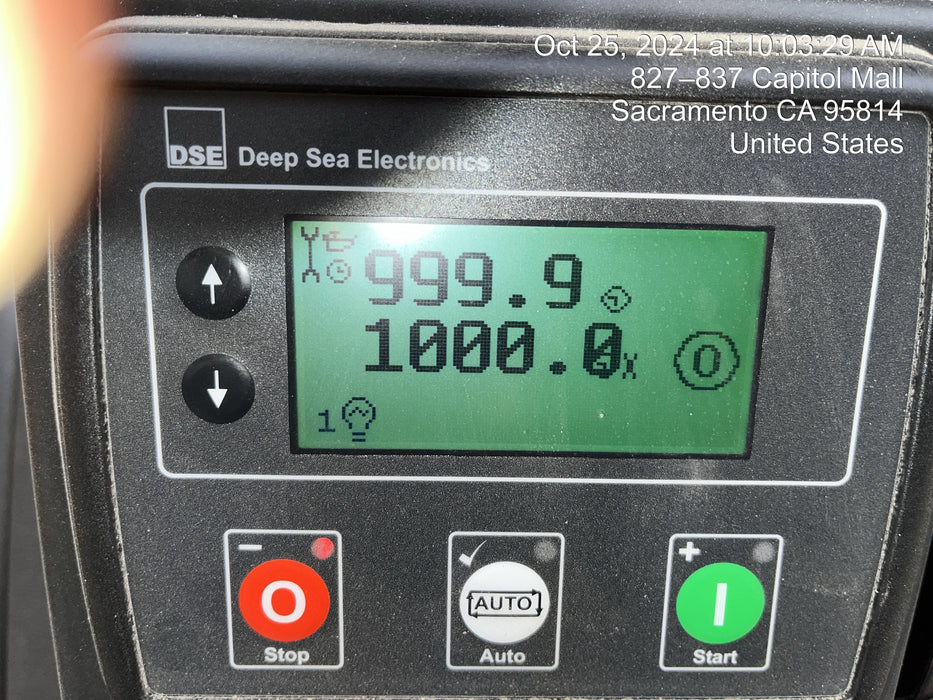 Oct 25, 2024 at 10:03:29 AM
827–837 Capitol Mall
Sacramento CA 95814
United States
DSE Deep Sea Electronics
999.9
1000.0
0
1
− O Stop
✓ AUTO Auto
+ I Start